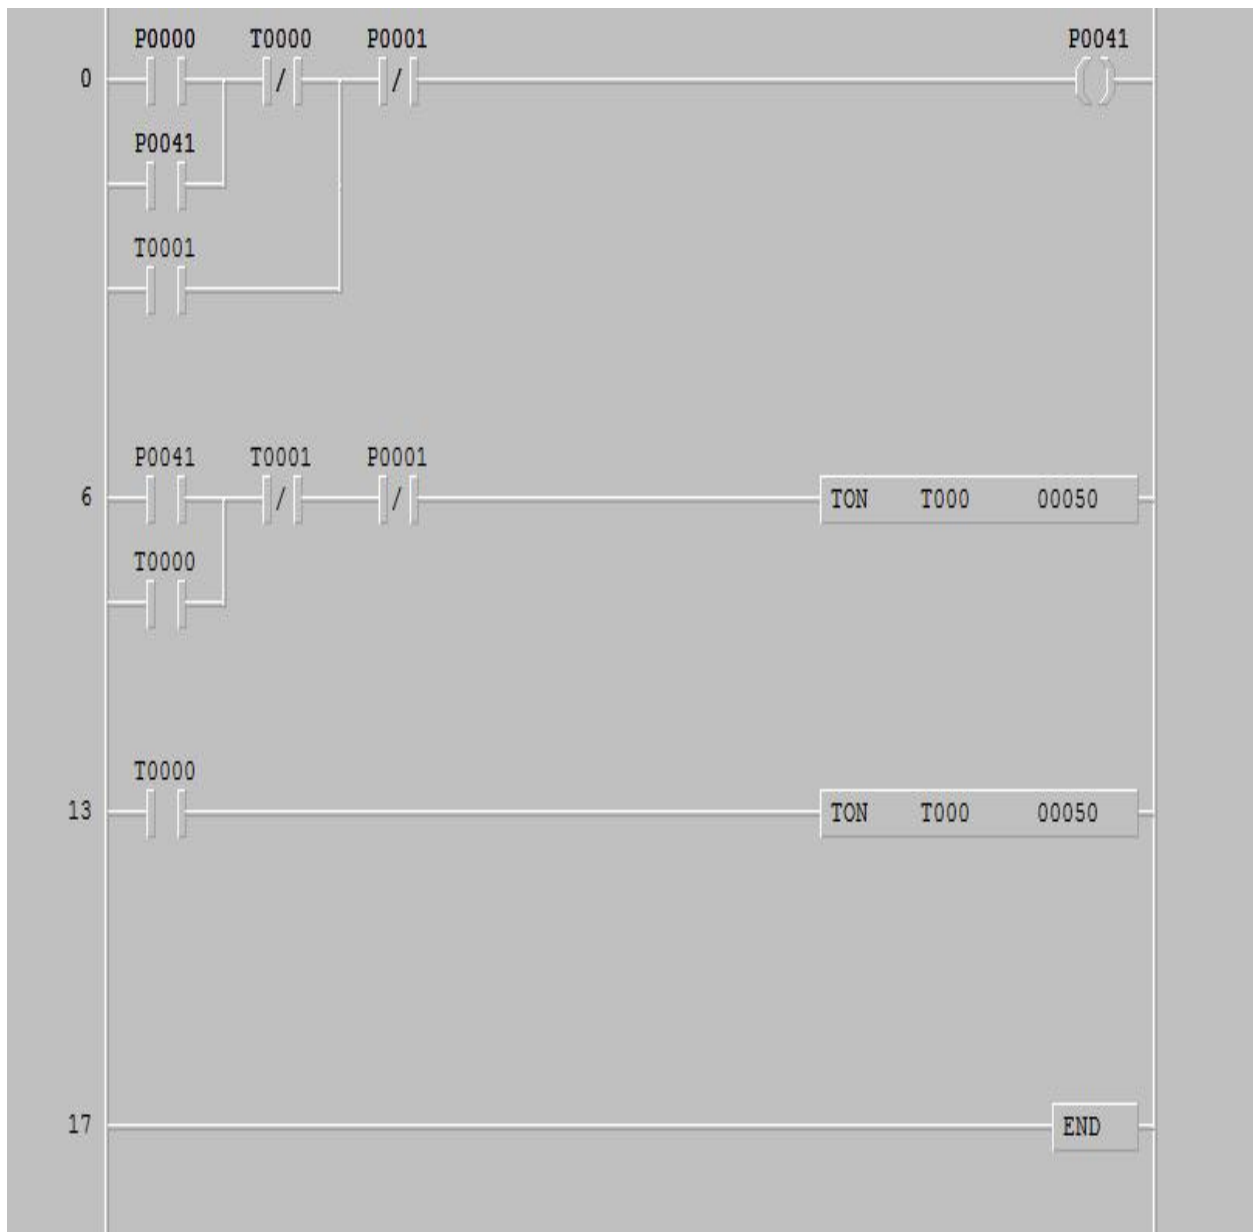 P0000 T0000 P0001 P0041
0 / /
P0041
T0001
P0041 T0001 P0001
6 / / TON T000 00050
T0000
T0000
13 TON T000 00050
17 END